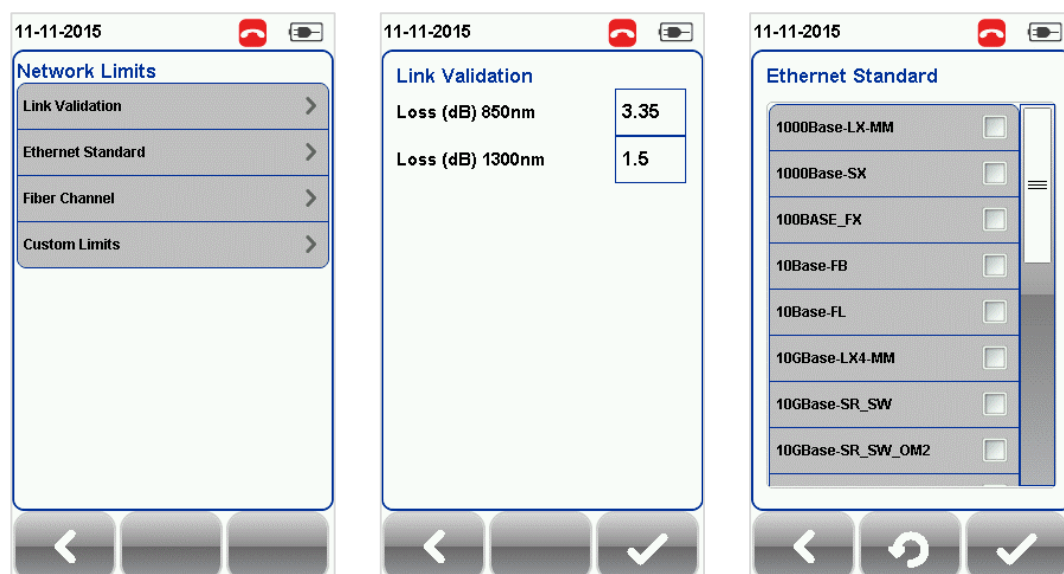 11-11-2015
Network Limits
Link Validation
Ethernet Standard
Fiber Channel
Custom Limits
11-11-2015
Link Validation
Loss (dB) 850nm 3.35
Loss (dB) 1300nm 1.5
11-11-2015
Ethernet Standard
1000Base-LX-MM
1000Base-SX
100BASE_FX
10Base-FB
10Base-FL
10GBase-LX4-MM
10GBase-SR_SW
10GBase-SR_SW_OM2